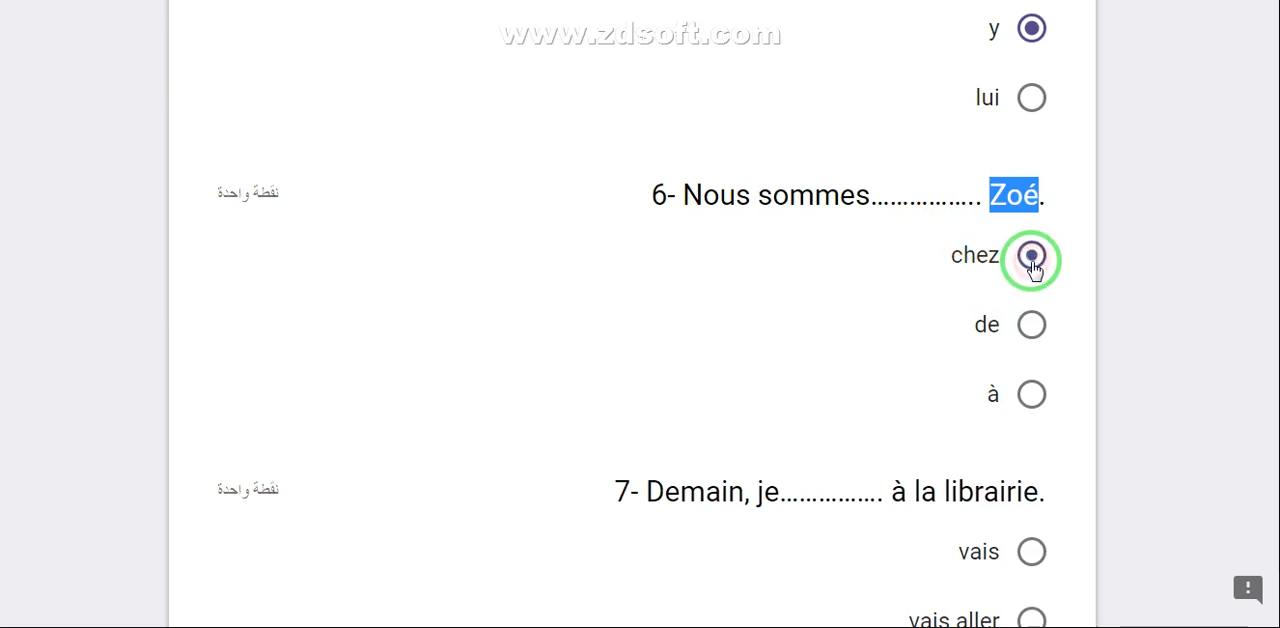 www.zdsoft.com
y
lui
6- Nous sommes…………….. Zoé.
نقطة واحدة
chez
de
à
7- Demain, je……………. à la librairie.
نقطة واحدة
vais
vais aller